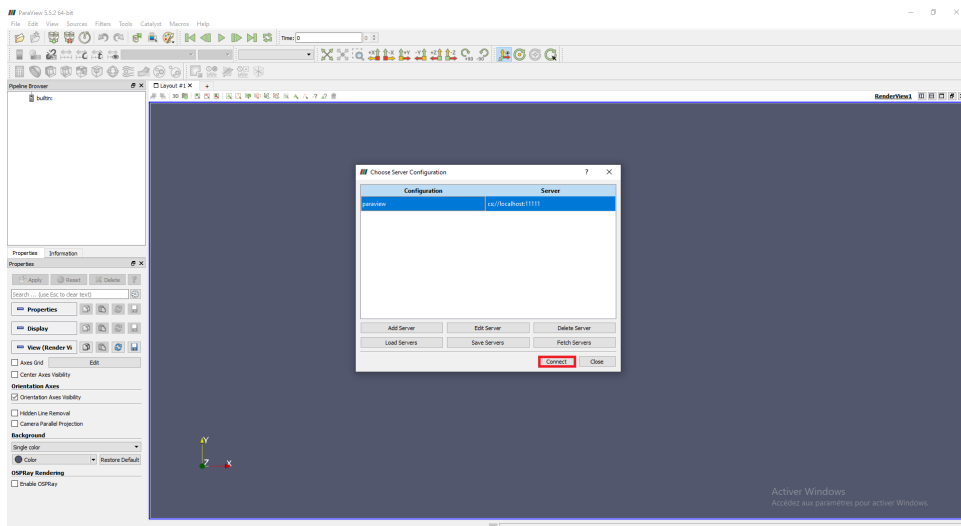 ParaView 5.3.2 64-bit
File Edit View Sources Filters Tools Catalyst Macros Help
Time: 0
0
+X -X +Y -Y +Z -Z +90 -90
Pipeline Browser
Layout #1
builtin:
3D
RenderView1
Choose Server Configuration
Configuration Server
paraview cs://localhost:11111
Add Server Edit Server Delete Server
Load Servers Save Servers Fetch Servers
Connect Close
Properties Information
Properties
Apply Reset Delete ?
Search ... (use Esc to clear text)
Properties
Display
View (Render Vi
Axes Grid Edit
Center Axes Visibility
Orientation Axes
Orientation Axes Visibility
Hidden Line Removal
Camera Parallel Projection
Background
Single color
Color Restore Default
OSPRay Rendering
Enable OSPRay
Y
Z X
Activer Windows
Accédez aux paramètres pour activer Windows.